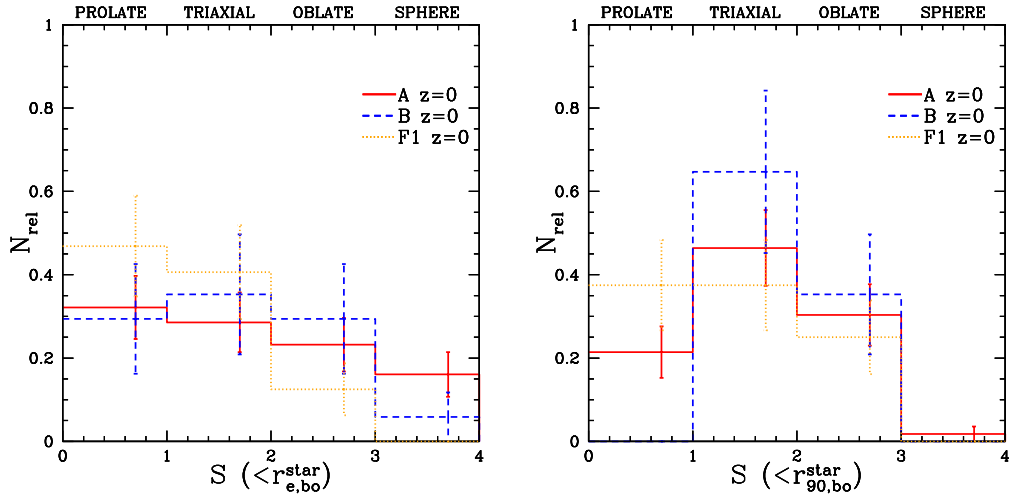 PROLATE TRIAXIAL OBLATE SPHERE
1
0.8
0.6
0.4
0.2
0
N_rel
A z=0
B z=0
F1 z=0
0 1 2 3 4
S (<r^star_e,bo)
PROLATE TRIAXIAL OBLATE SPHERE
1
0.8
0.6
0.4
0.2
0
N_rel
A z=0
B z=0
F1 z=0
0 1 2 3 4
S (<r^star_90,bo)